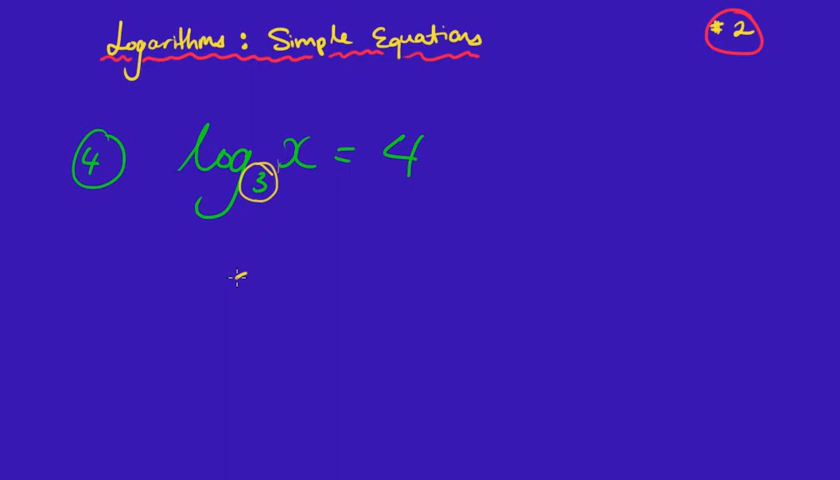 Logarithms: Simple Equations
#2
4 log₃ x = 4